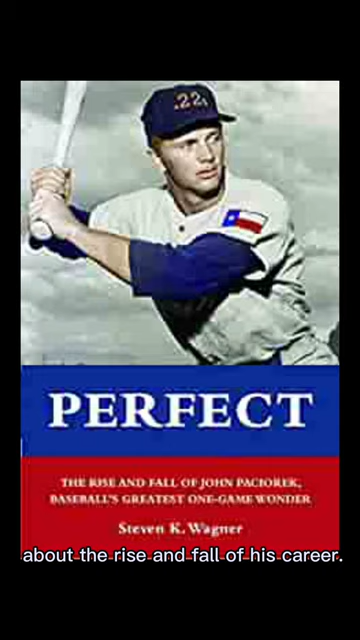 .22
PERFECT
THE RISE AND FALL OF JOHN PACIOREK,
BASEBALL'S GREATEST ONE-GAME WONDER
Steven K. Wagner
about the rise and fall of his career.